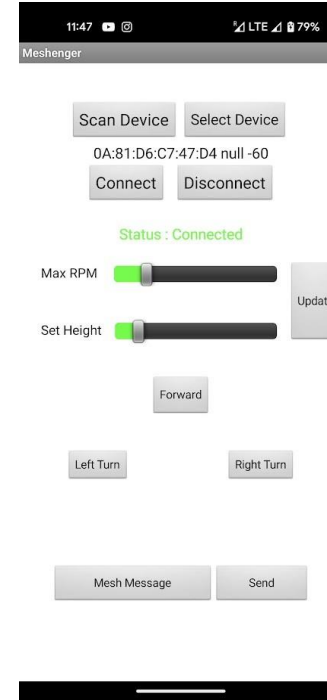 11:47 R LTE 79%
Meshenger
Scan Device Select Device
0A:81:D6:C7:47:D4 null -60
Connect Disconnect
Status : Connected
Max RPM
Updat
Set Height
Forward
Left Turn Right Turn
Mesh Message Send